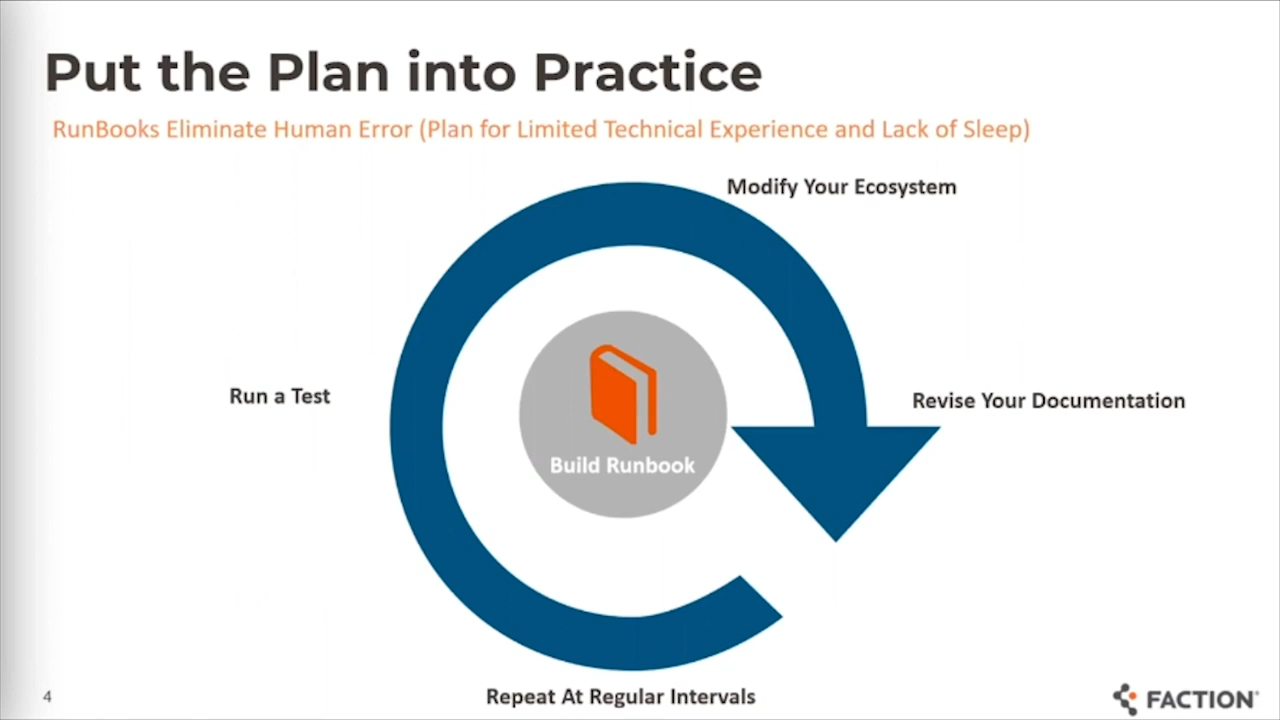 Put the Plan into Practice
RunBooks Eliminate Human Error (Plan for Limited Technical Experience and Lack of Sleep)
Modify Your Ecosystem
Run a Test
Revise Your Documentation
Build Runbook
Repeat At Regular Intervals
4
FACTION